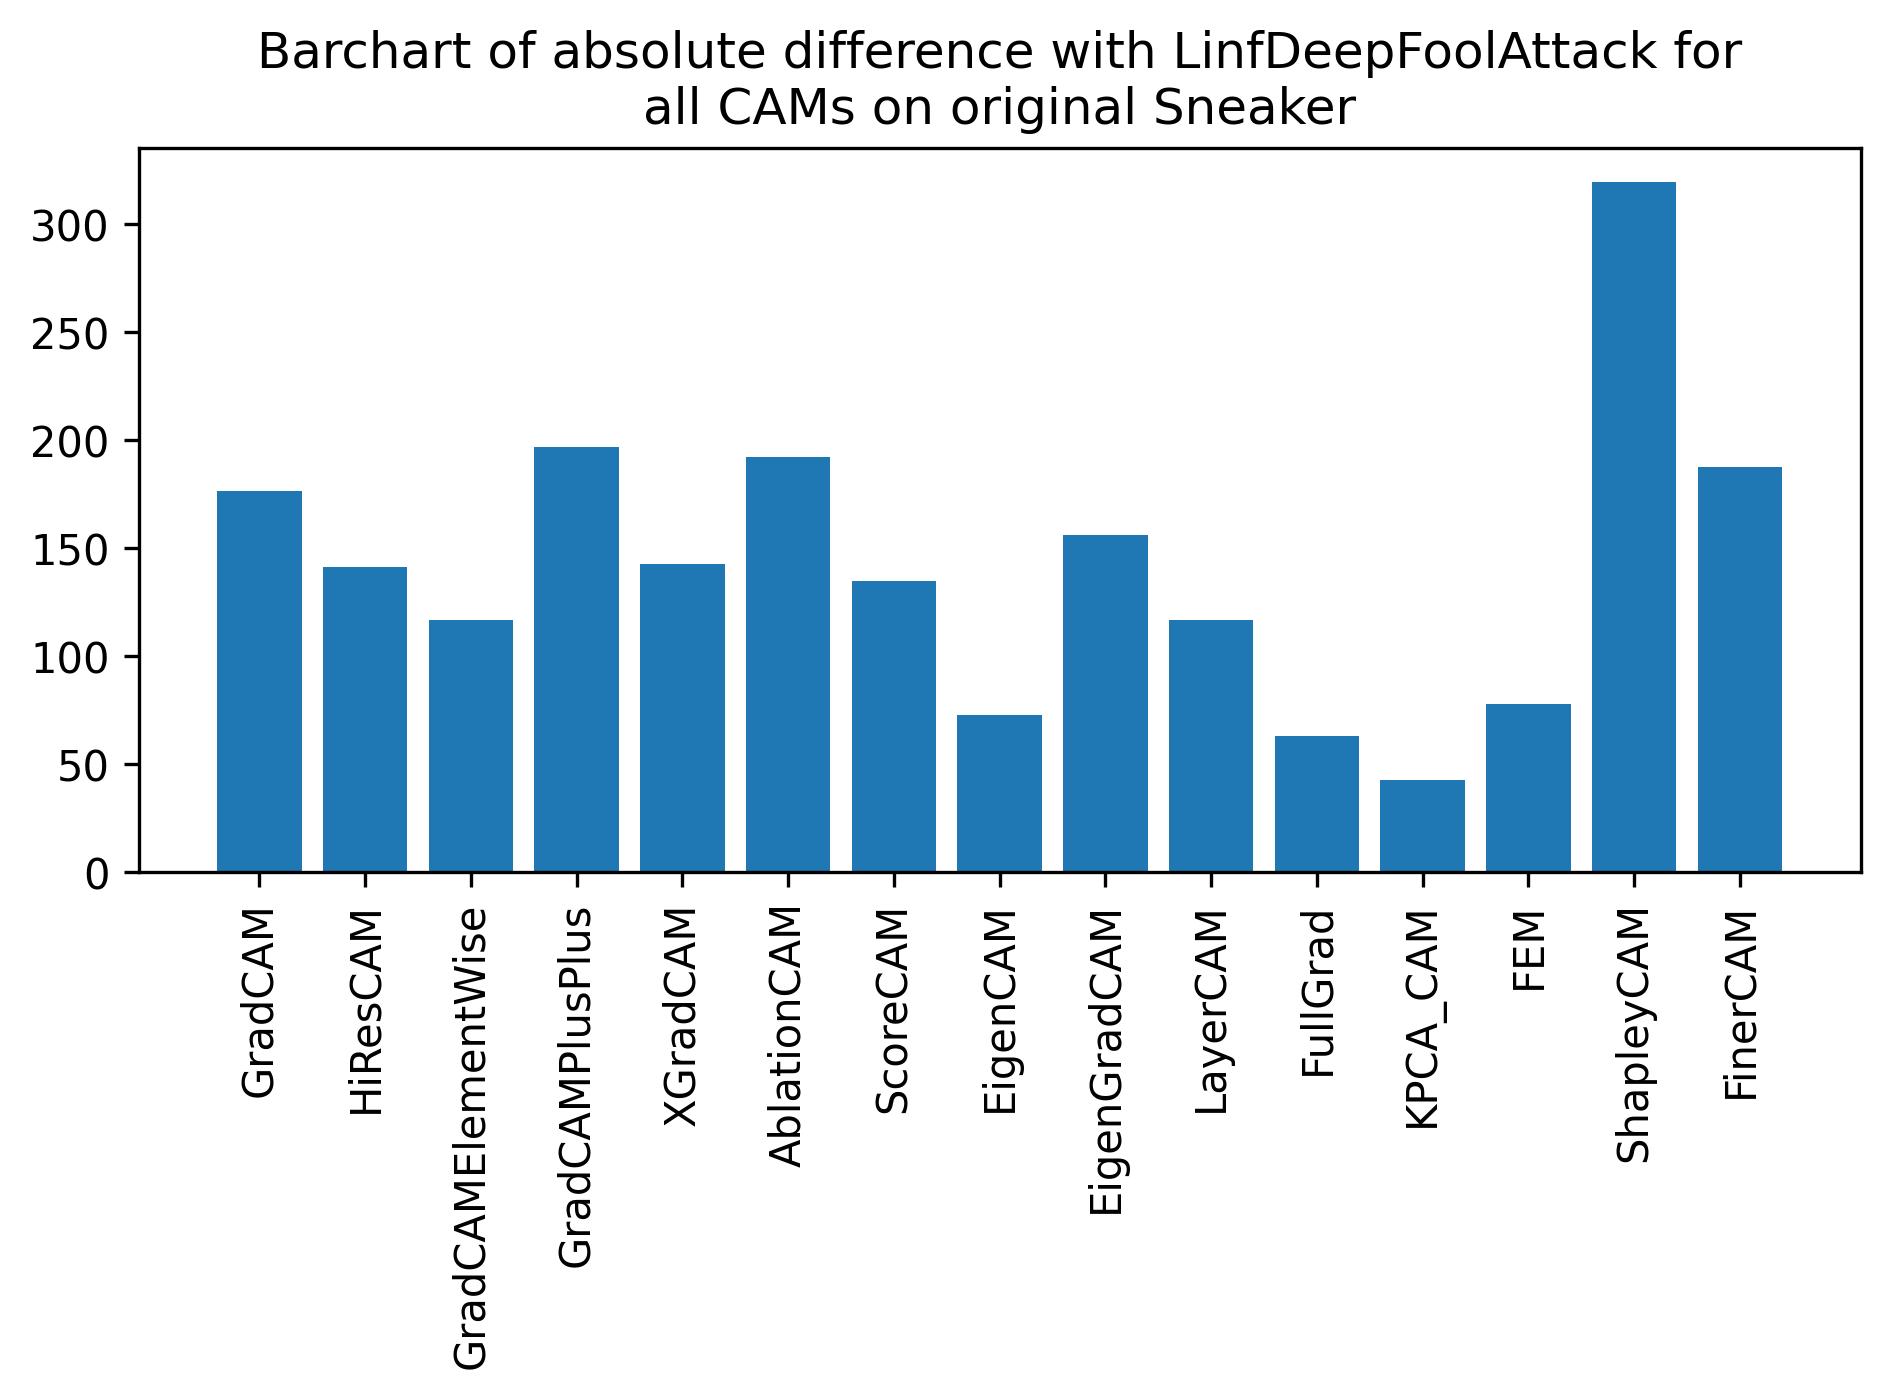 Barchart of absolute difference with LinfDeepFoolAttack for
all CAMs on original Sneaker
300
250
200
150
100
50
0
GradCAM
HiResCAM
GradCAMElementWise
GradCAMPlusPlus
XGradCAM
AblationCAM
ScoreCAM
EigenCAM
EigenGradCAM
LayerCAM
FullGrad
KPCA_CAM
FEM
ShapleyCAM
FinerCAM